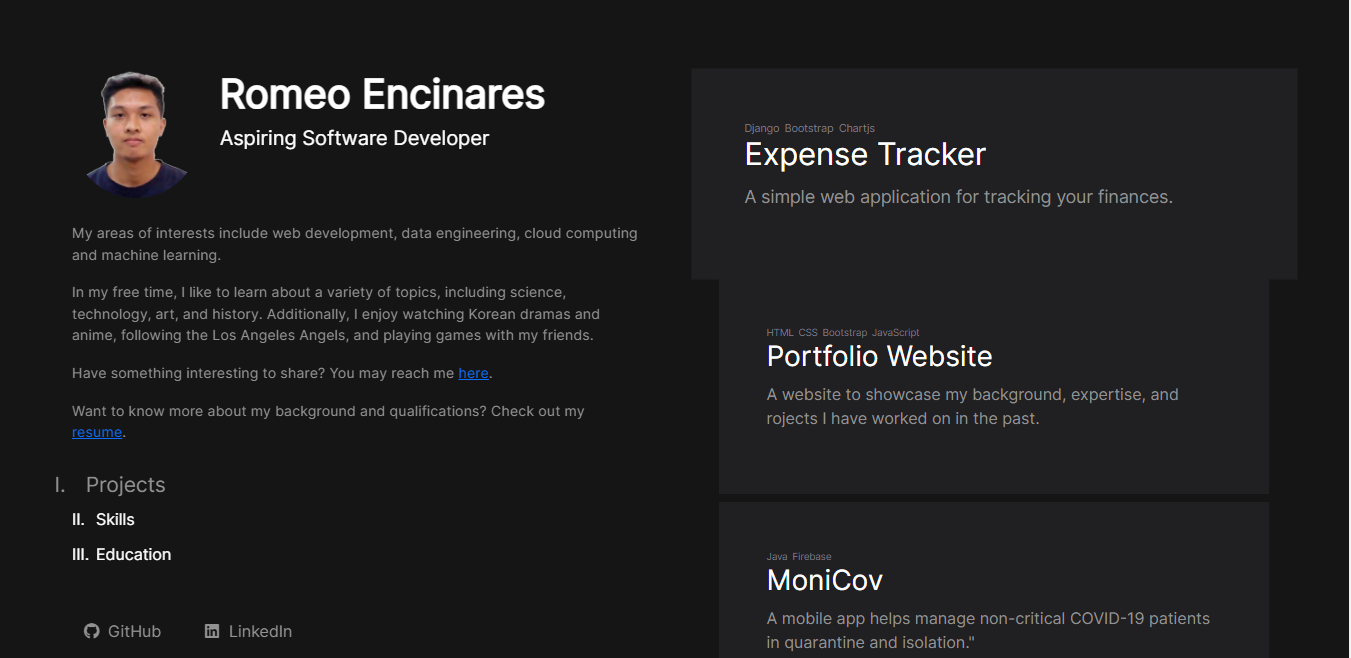 Romeo Encinares
Aspiring Software Developer
My areas of interests include web development, data engineering, cloud computing
and machine learning.
In my free time, I like to learn about a variety of topics, including science,
technology, art, and history. Additionally, I enjoy watching Korean dramas and
anime, following the Los Angeles Angels, and playing games with my friends.
Have something interesting to share? You may reach me here.
Want to know more about my background and qualifications? Check out my
resume.
I. Projects
II. Skills
III. Education
GitHub LinkedIn
Django Bootstrap Chartjs
Expense Tracker
A simple web application for tracking your finances.
HTML CSS Bootstrap JavaScript
Portfolio Website
A website to showcase my background, expertise, and
rojects I have worked on in the past.
Java Firebase
MoniCov
A mobile app helps manage non-critical COVID-19 patients
in quarantine and isolation."